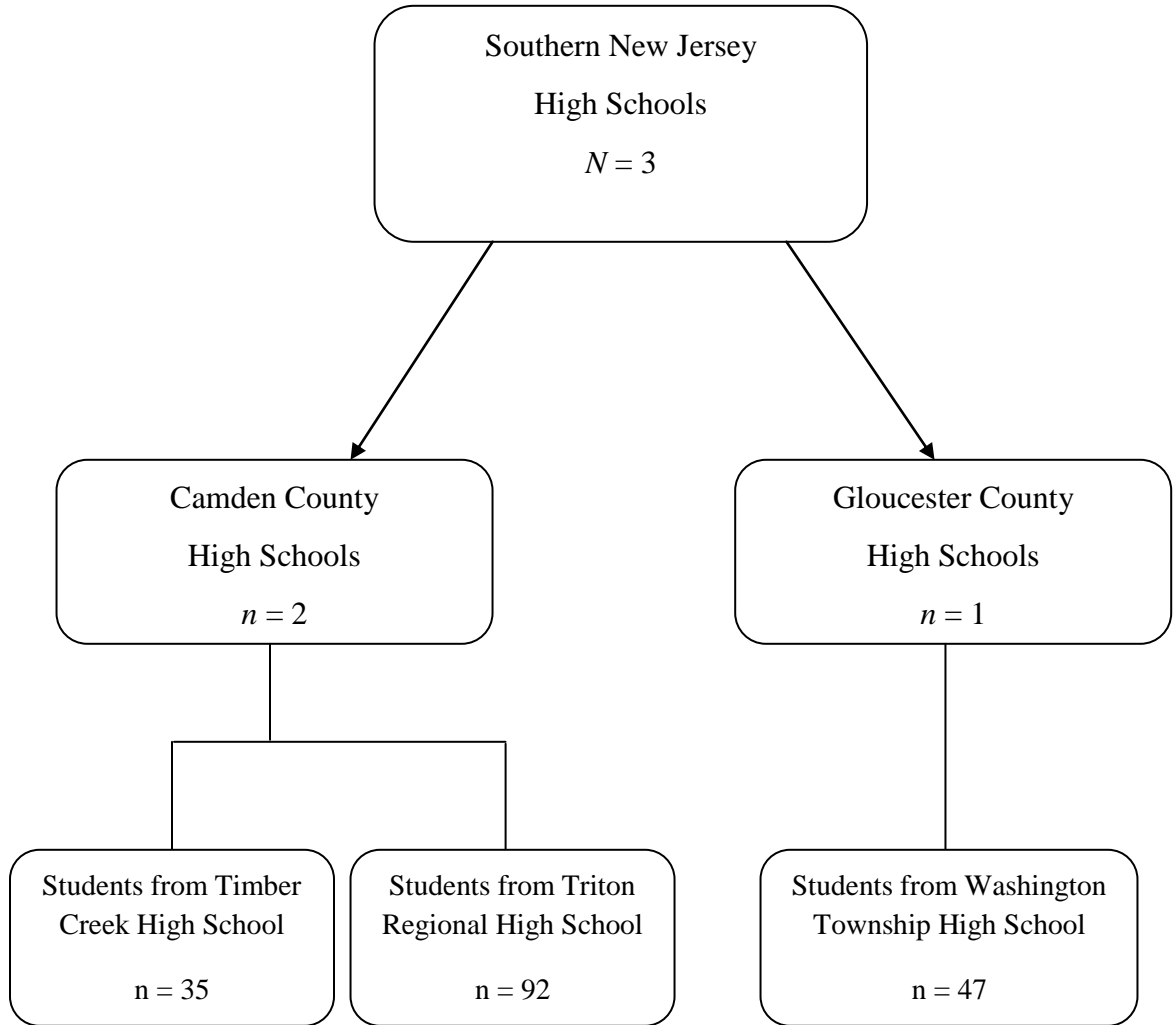 Southern New Jersey
High Schools
N = 3
Camden County
High Schools
n = 2
Gloucester County
High Schools
n = 1
Students from Timber
Creek High School
n = 35
Students from Triton
Regional High School
n = 92
Students from Washington
Township High School
n = 47